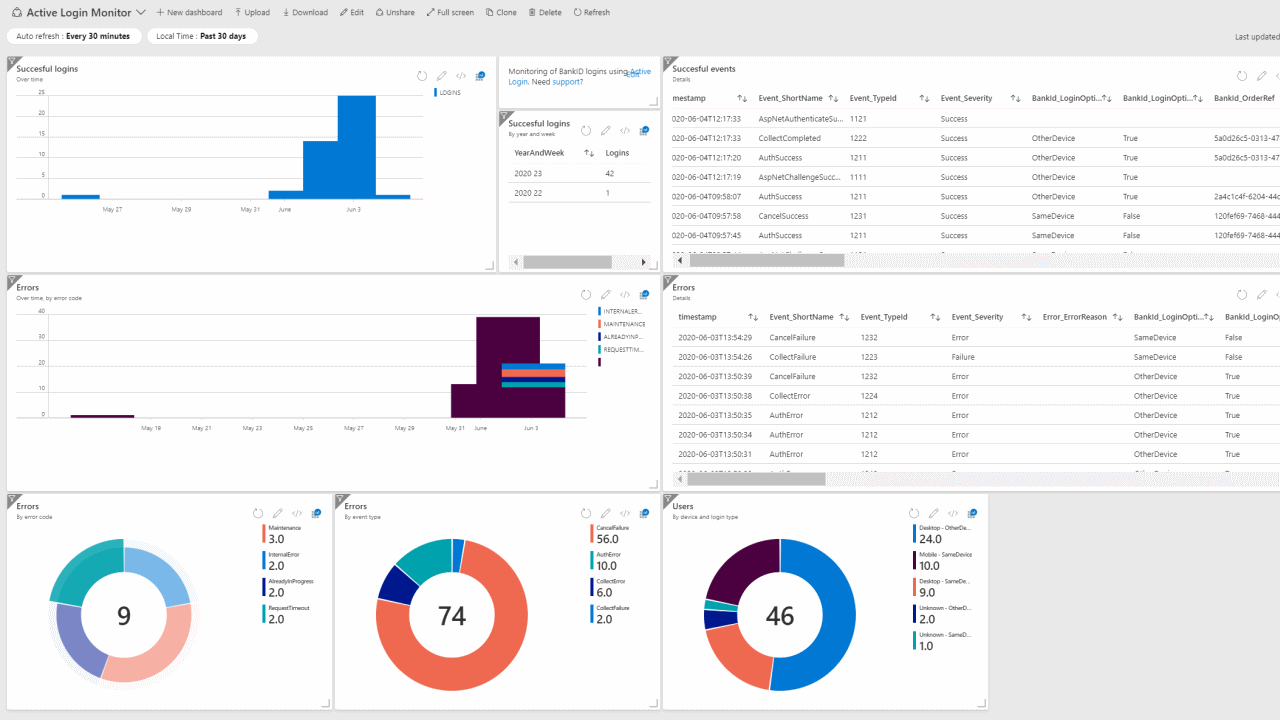 Active Login Monitor
New dashboard Upload Download Edit Unshare Full screen Clone Delete Refresh
Auto refresh : Every 30 minutes Local Time : Past 30 days Last updated
Succesful logins
Over time
LOGINS
25
20
15
10
5
0
May 27 May 29 May 31 June Jun 3
Monitoring of BankID logins using Active
Login. Need support?
Edit
Succesful logins
By year and week
YearAndWeek Logins
2020 23 42
2020 22 1
Succesful events
Details
mestamp Event_ShortName Event_TypeId Event_Severity BankId_LoginOpti... BankId_LoginOpti... BankId_OrderRef
020-06-04T12:17:33 AspNetAuthenticateSu... 1121 Success
020-06-04T12:17:33 CollectCompleted 1222 Success OtherDevice True 5a0d26c5-0313-47
020-06-04T12:17:20 AuthSuccess 1211 Success OtherDevice True 5a0d26c5-0313-47
020-06-04T12:17:19 AspNetChallengeSucc... 1111 Success OtherDevice True
020-06-04T09:58:07 AuthSuccess 1211 Success OtherDevice True 2a4c1c4f-6204-44
020-06-04T09:57:58 CancelSuccess 1231 Success SameDevice False 120fef69-7468-444
020-06-04T09:57:45 AuthSuccess 1211 Success SameDevice False 120fef69-7468-444
Errors
Over time, by error code
40
30
20
10
0
May 19 May 21 May 23 May 25 May 27 May 29 May 31 June Jun 3
INTERNALER...
MAINTENANCE
ALREADYINP...
REQUESTTIM...
Errors
Details
timestamp Event_ShortName Event_TypeId Event_Severity Error_ErrorReason BankId_LoginOpti... BankId_LoginOp
2020-06-03T13:54:29 CancelFailure 1232 Error SameDevice False
2020-06-03T13:54:26 CollectFailure 1223 Failure SameDevice False
2020-06-03T13:50:39 CancelFailure 1232 Error OtherDevice True
2020-06-03T13:50:38 CollectError 1224 Error OtherDevice True
2020-06-03T13:50:35 AuthError 1212 Error OtherDevice True
2020-06-03T13:50:34 AuthError 1212 Error OtherDevice True
2020-06-03T13:50:31 AuthError 1212 Error OtherDevice True
Errors
By error code
9
Maintenance
3.0
InternalError
2.0
AlreadyInProgress
2.0
RequestTimeout
2.0
Errors
By event type
74
CancelFailure
56.0
AuthError
10.0
CollectError
6.0
CollectFailure
2.0
Users
By device and login type
46
Desktop - OtherDe...
24.0
Mobile - SameDevice
10.0
Desktop - SameDe...
9.0
Unknown - OtherD...
2.0
Unknown - SameD...
1.0